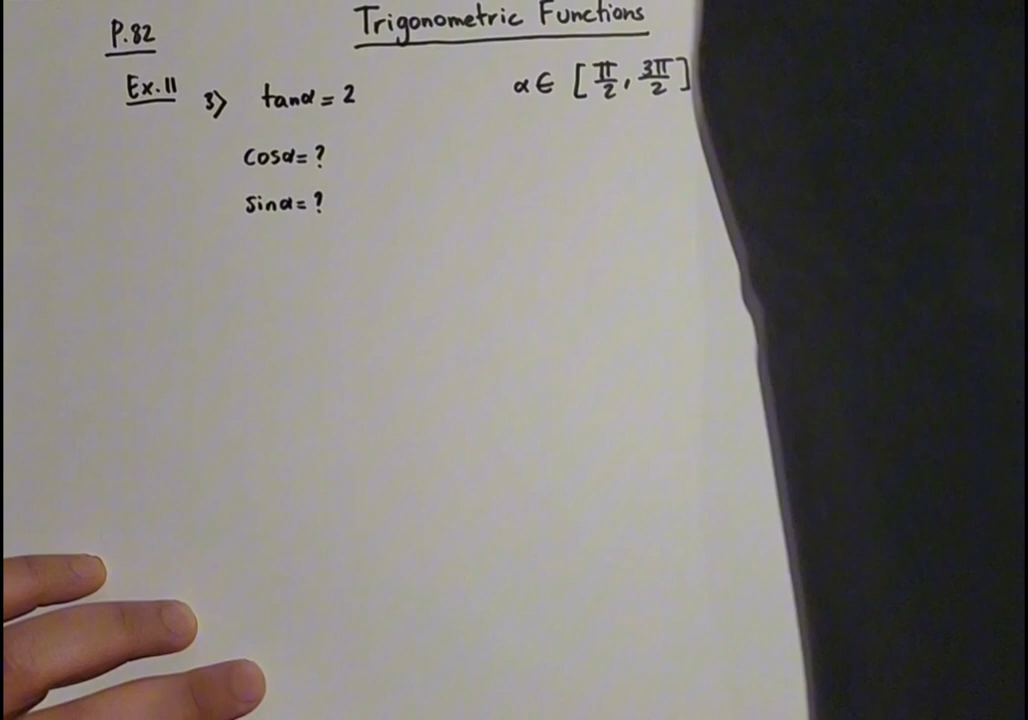 P.82
Trigonometric Functions
Ex.11 3) tanα = 2 α ∈ [π/2, 3π/2]
cosα = ?
sinα = ?